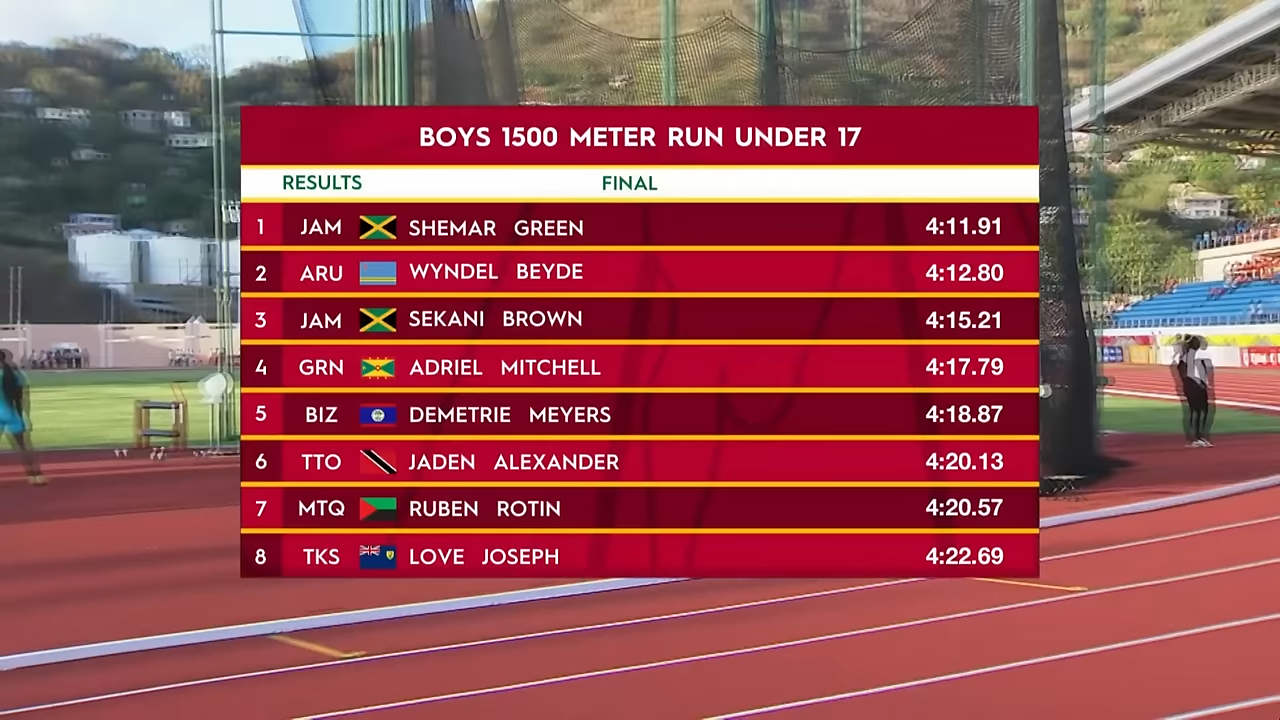 BOYS 1500 METER RUN UNDER 17
RESULTS FINAL
1 JAM SHEMAR GREEN 4:11.91
2 ARU WYNDEL BEYDE 4:12.80
3 JAM SEKANI BROWN 4:15.21
4 GRN ADRIEL MITCHELL 4:17.79
5 BIZ DEMETRIE MEYERS 4:18.87
6 TTO JADEN ALEXANDER 4:20.13
7 MTQ RUBEN ROTIN 4:20.57
8 TKS LOVE JOSEPH 4:22.69